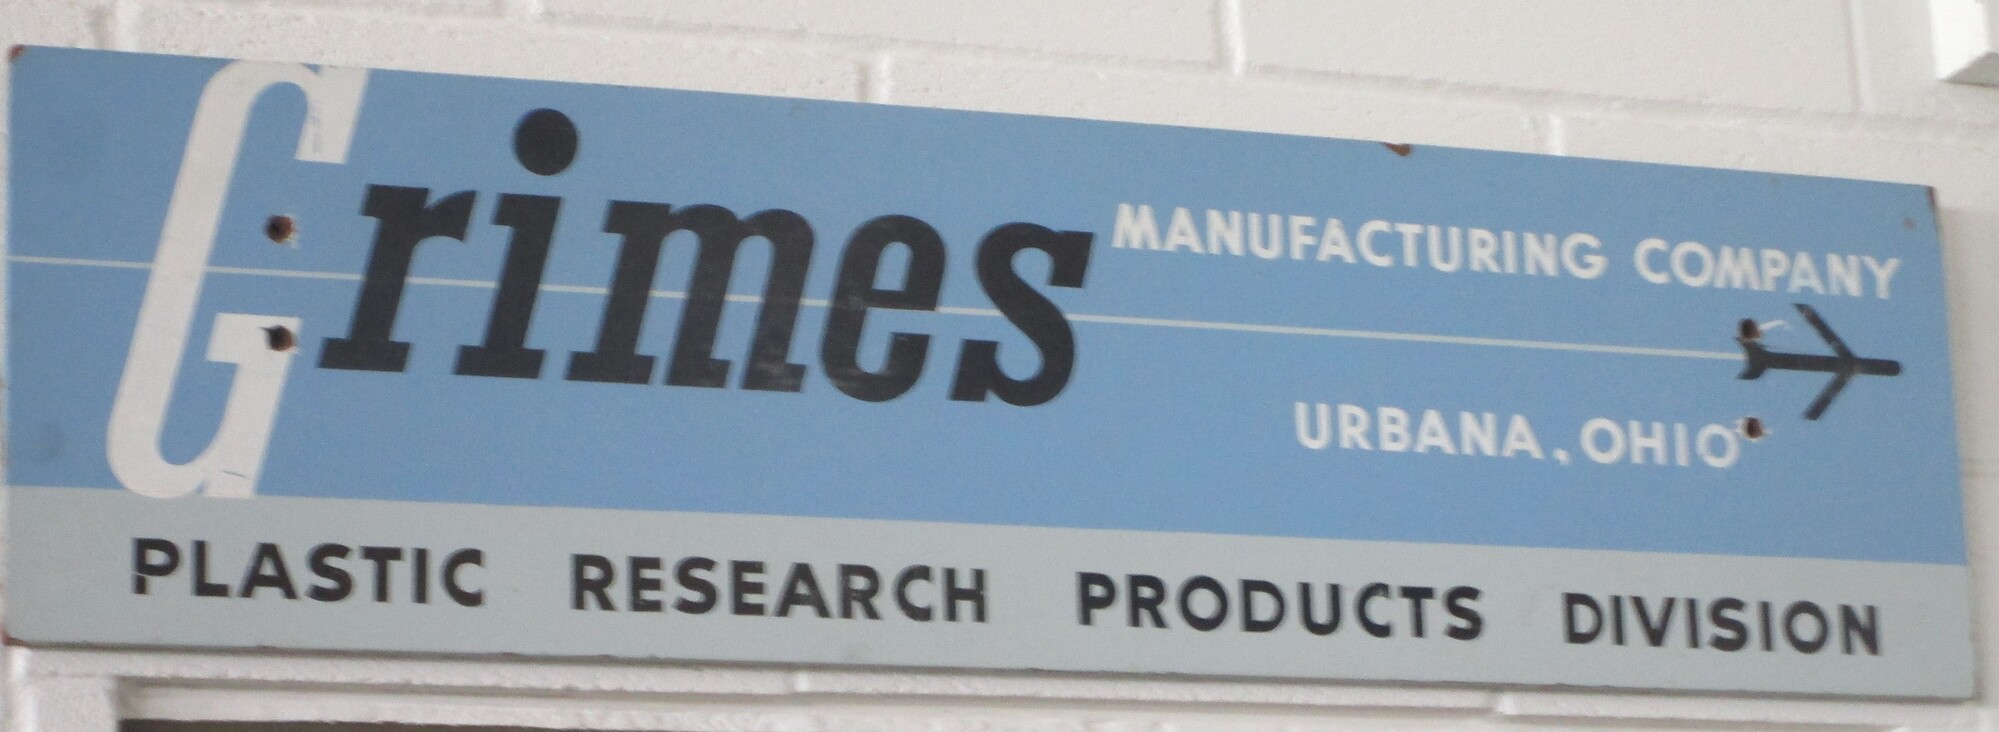 Grimes MANUFACTURING COMPANY
URBANA, OHIO
PLASTIC RESEARCH PRODUCTS DIVISION